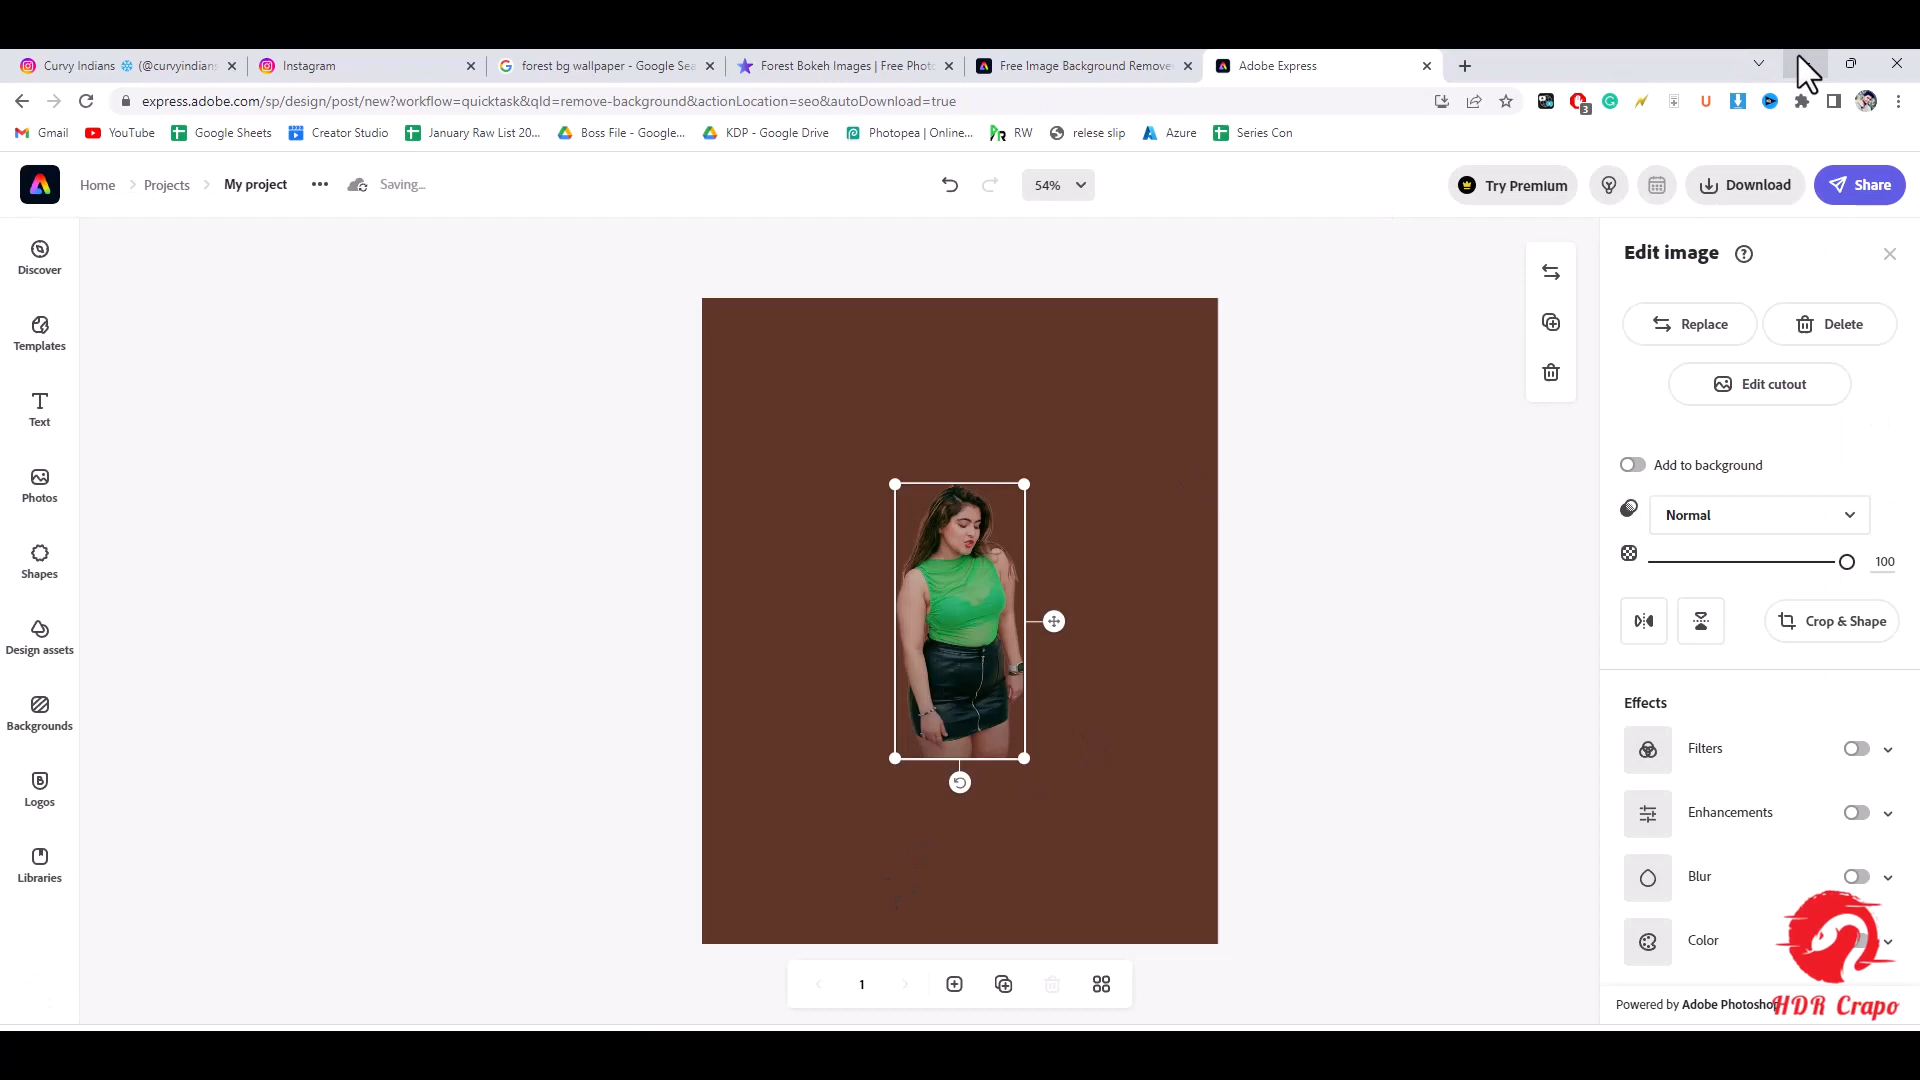 Curvy Indians ❄ (@curvyindians
Instagram
forest bg wallpaper - Google Sea
Forest Bokeh Images | Free Phot
Free Image Background Remove
Adobe Express
express.adobe.com/sp/design/post/new?workflow=quicktask&qId=remove-background&actionLocation=seo&autoDownload=true
3
Gmail
YouTube
Google Sheets
Creator Studio
January Raw List 20...
Boss File - Google...
KDP - Google Drive
Photopea | Online...
RW
relese slip
Azure
Series Con
Home
Projects
My project
Saving...
54%
Try Premium
Download
Share
Discover
Templates
Text
Photos
Shapes
Design assets
Backgrounds
Logos
Libraries
1
Edit image
Replace
Delete
Edit cutout
Add to background
Normal
100
Crop & Shape
Effects
Filters
Enhancements
Blur
Color
Powered by Adobe Photoshop
HDR Crapo